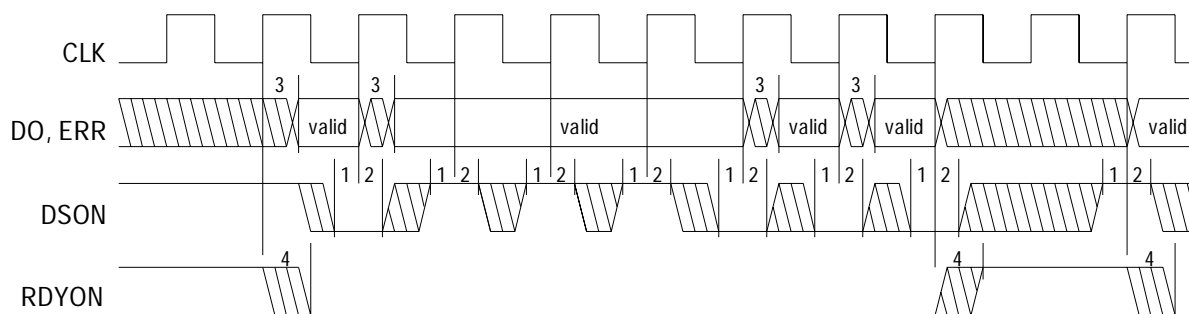 CLK
3 3 3 3
DO, ERR valid valid valid valid valid
1 2 1 2 1 2 1 2 1 2 1 2 1 2 1 2
DSON
4 4 4
RDYON